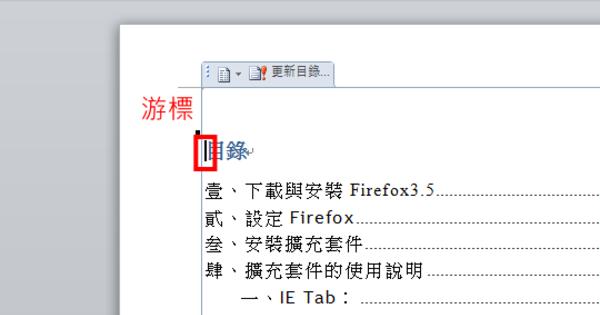 更新目錄...
游標
目錄
壹、下載與安裝 Firefox3.5
貳、設定 Firefox
叁、安裝擴充套件
肆、擴充套件的使用說明
一、IE Tab：